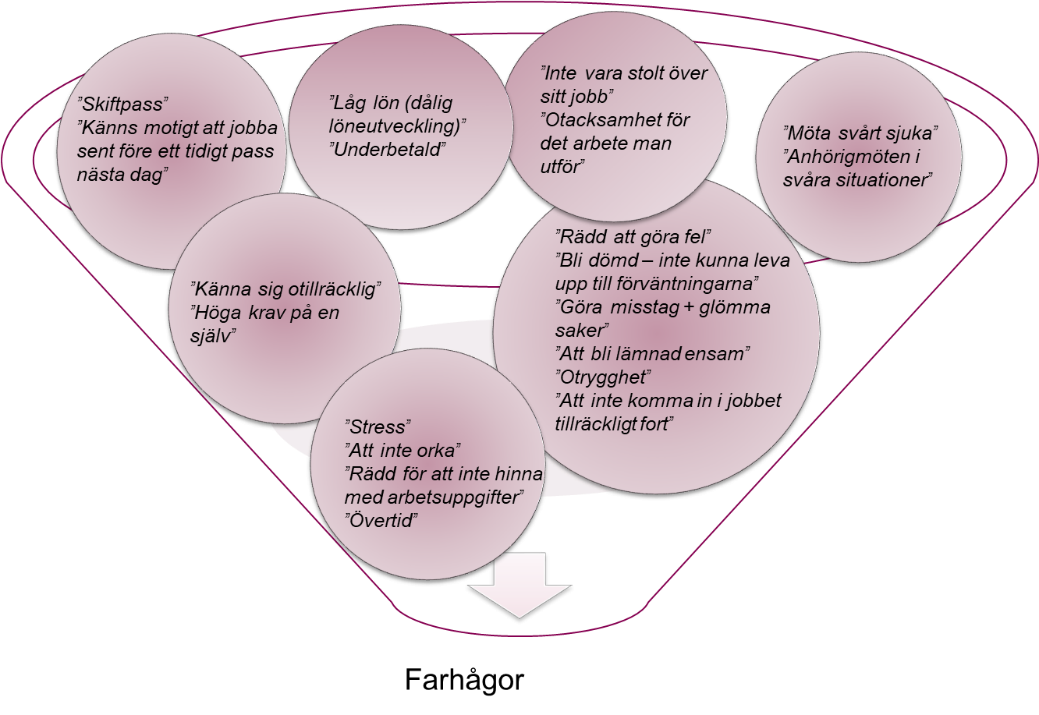 ”Skiftpass”
”Känns motigt att jobba
sent före ett tidigt pass
nästa dag”
”Låg lön (dålig
löneutveckling)”
”Underbetald”
”Inte vara stolt över
sitt jobb”
”Otacksamhet för
det arbete man
utför”
”Möta svårt sjuka”
”Anhörigmöten i
svåra situationer”
”Känna sig otillräcklig”
”Höga krav på en
själv”
”Rädd att göra fel”
”Bli dömd – inte kunna leva
upp till förväntningarna”
”Göra misstag + glömma
saker”
”Att bli lämnad ensam”
”Otrygghet”
”Att inte komma in i jobbet
tillräckligt fort”
”Stress”
”Att inte orka”
”Rädd för att inte hinna
med arbetsuppgifter”
”Övertid”
Farhågor